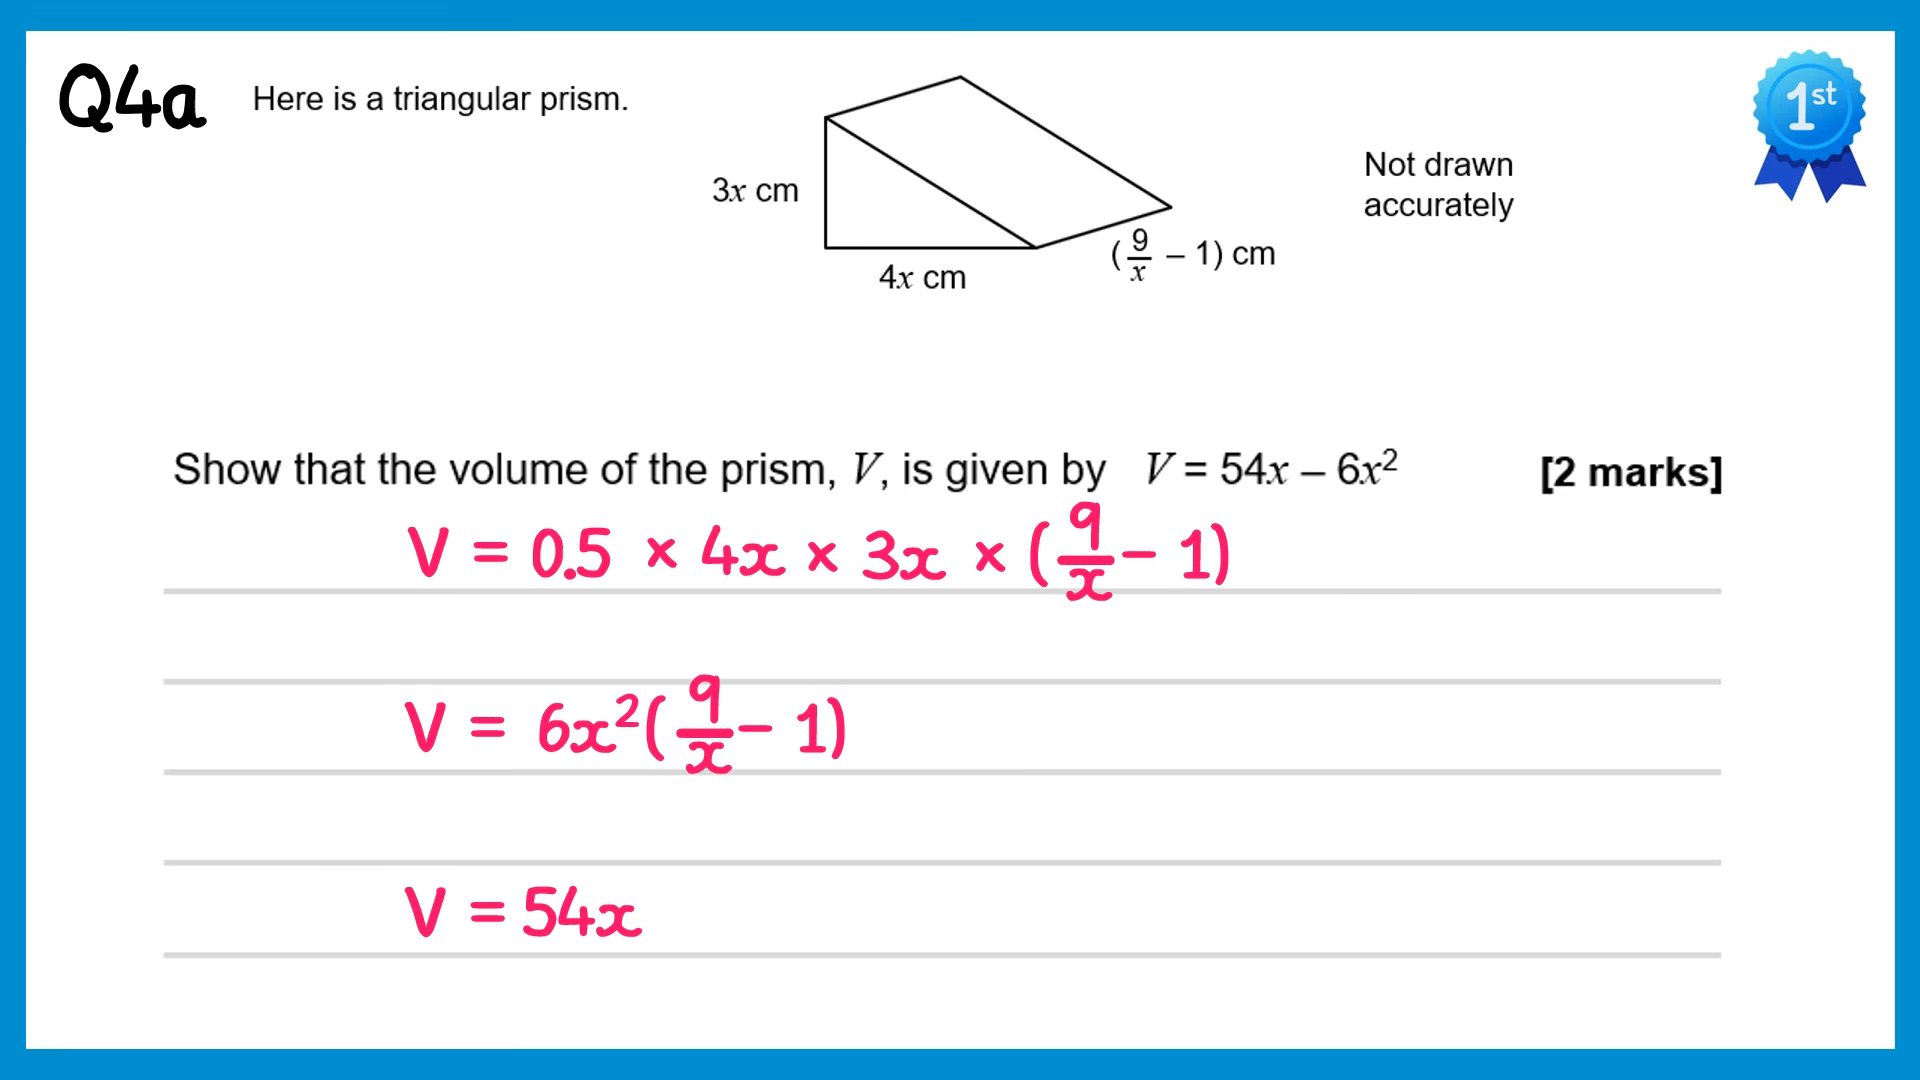 Q4a Here is a triangular prism.
1st
Not drawn
accurately
3x cm
4x cm
(9/x – 1) cm
Show that the volume of the prism, V, is given by V = 54x – 6x² [2 marks]
V = 0.5 × 4x × 3x × (9/x – 1)
V = 6x²(9/x – 1)
V = 54x